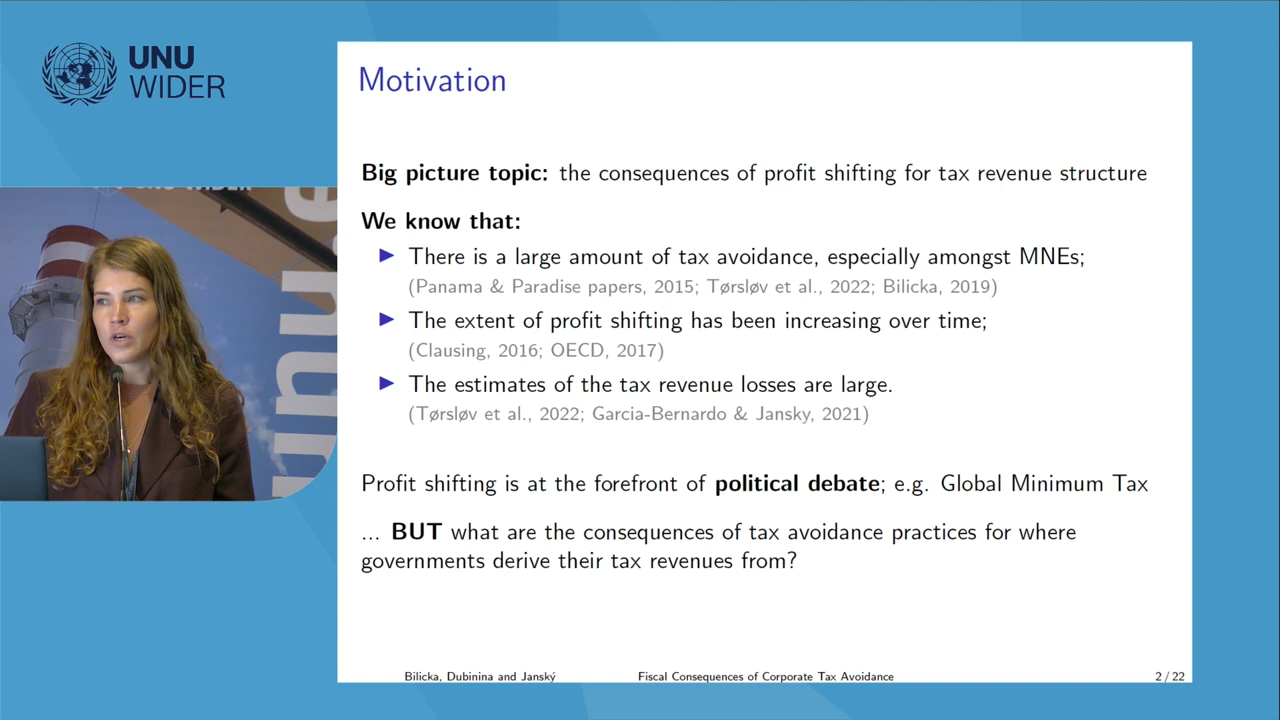 UNU
WIDER
Motivation
Big picture topic: the consequences of profit shifting for tax revenue structure
We know that:
There is a large amount of tax avoidance, especially amongst MNEs;
(Panama & Paradise papers, 2015; Tørsløv et al., 2022; Bilicka, 2019)
The extent of profit shifting has been increasing over time;
(Clausing, 2016; OECD, 2017)
The estimates of the tax revenue losses are large.
(Tørsløv et al., 2022; Garcia-Bernardo & Jansky, 2021)
Profit shifting is at the forefront of political debate; e.g. Global Minimum Tax
... BUT what are the consequences of tax avoidance practices for where
governments derive their tax revenues from?
Bilicka, Dubinina and Janský
Fiscal Consequences of Corporate Tax Avoidance
2 / 22
unu.e